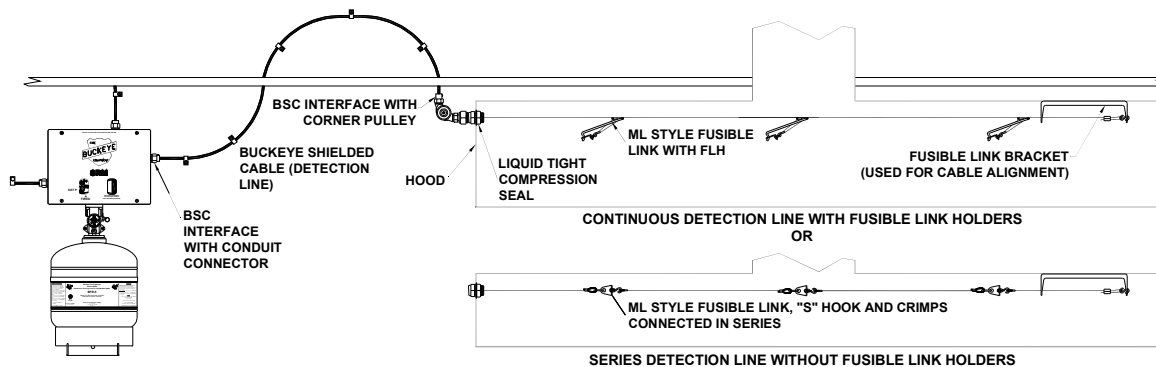 BSC INTERFACE WITH
CORNER PULLEY
ML STYLE FUSIBLE
LINK WITH FLH
THE
BUCKEYE
SRM
BUCKEYE SHIELDED
CABLE (DETECTION
LINE)
HOOD
LIQUID TIGHT
COMPRESSION
SEAL
FUSIBLE LINK BRACKET
(USED FOR CABLE ALIGNMENT)
BSC
INTERFACE
WITH CONDUIT
CONNECTOR
CONTINUOUS DETECTION LINE WITH FUSIBLE LINK HOLDERS
OR
ML STYLE FUSIBLE LINK, "S" HOOK AND CRIMPS
CONNECTED IN SERIES
SERIES DETECTION LINE WITHOUT FUSIBLE LINK HOLDERS